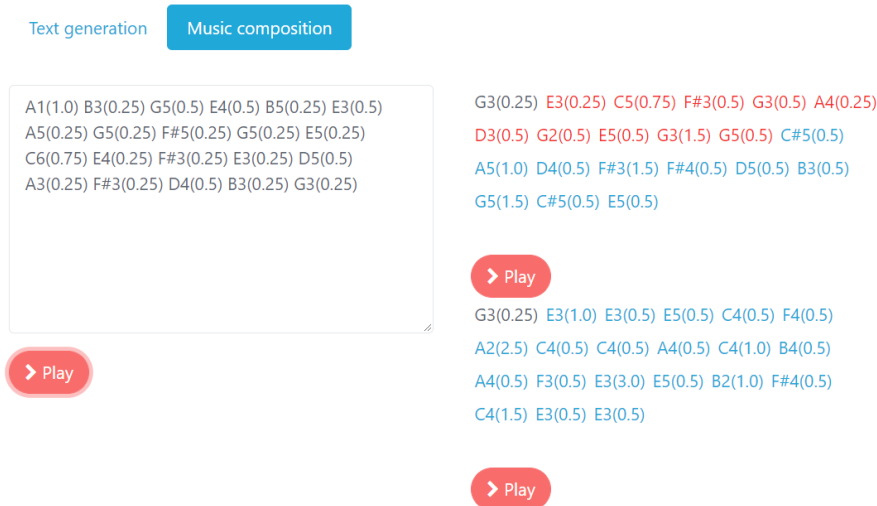 Text generation
Music composition
A1(1.0) B3(0.25) G5(0.5) E4(0.5) B5(0.25) E3(0.5)
A5(0.25) G5(0.25) F#5(0.25) G5(0.25) E5(0.25)
C6(0.75) E4(0.25) F#3(0.25) E3(0.25) D5(0.5)
A3(0.25) F#3(0.25) D4(0.5) B3(0.25) G3(0.25)
Play
G3(0.25) E3(0.25) C5(0.75) F#3(0.5) G3(0.5) A4(0.25)
D3(0.5) G2(0.5) E5(0.5) G3(1.5) G5(0.5) C#5(0.5)
A5(1.0) D4(0.5) F#3(1.5) F#4(0.5) D5(0.5) B3(0.5)
G5(1.5) C#5(0.5) E5(0.5)
Play
G3(0.25) E3(1.0) E3(0.5) E5(0.5) C4(0.5) F4(0.5)
A2(2.5) C4(0.5) C4(0.5) A4(0.5) C4(1.0) B4(0.5)
A4(0.5) F3(0.5) E3(3.0) E5(0.5) B2(1.0) F#4(0.5)
C4(1.5) E3(0.5) E3(0.5)
Play